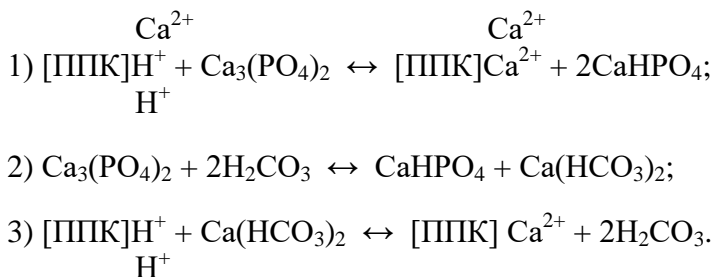 Ca²⁺ Ca²⁺
1) [ППК]H⁺ + Ca₃(PO₄)₂ ↔ [ППК]Ca²⁺ + 2CaHPO₄;
H⁺
2) Ca₃(PO₄)₂ + 2H₂CO₃ ↔ CaHPO₄ + Ca(HCO₃)₂;
3) [ППК]H⁺ + Ca(HCO₃)₂ ↔ [ППК] Ca²⁺ + 2H₂CO₃.
H⁺